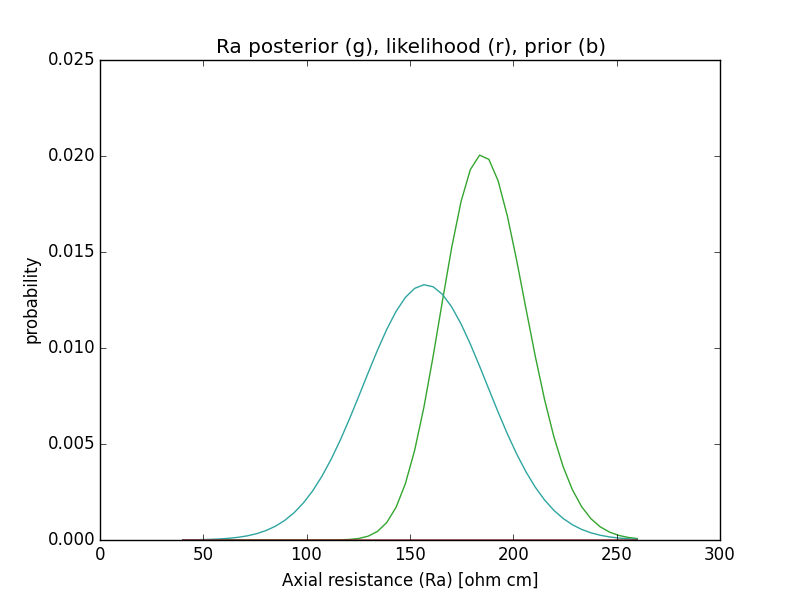 Ra posterior (g), likelihood (r), prior (b)
0.025
0.020
0.015
0.010
0.005
0.000
probability
0 50 100 150 200 250 300
Axial resistance (Ra) [ohm cm]